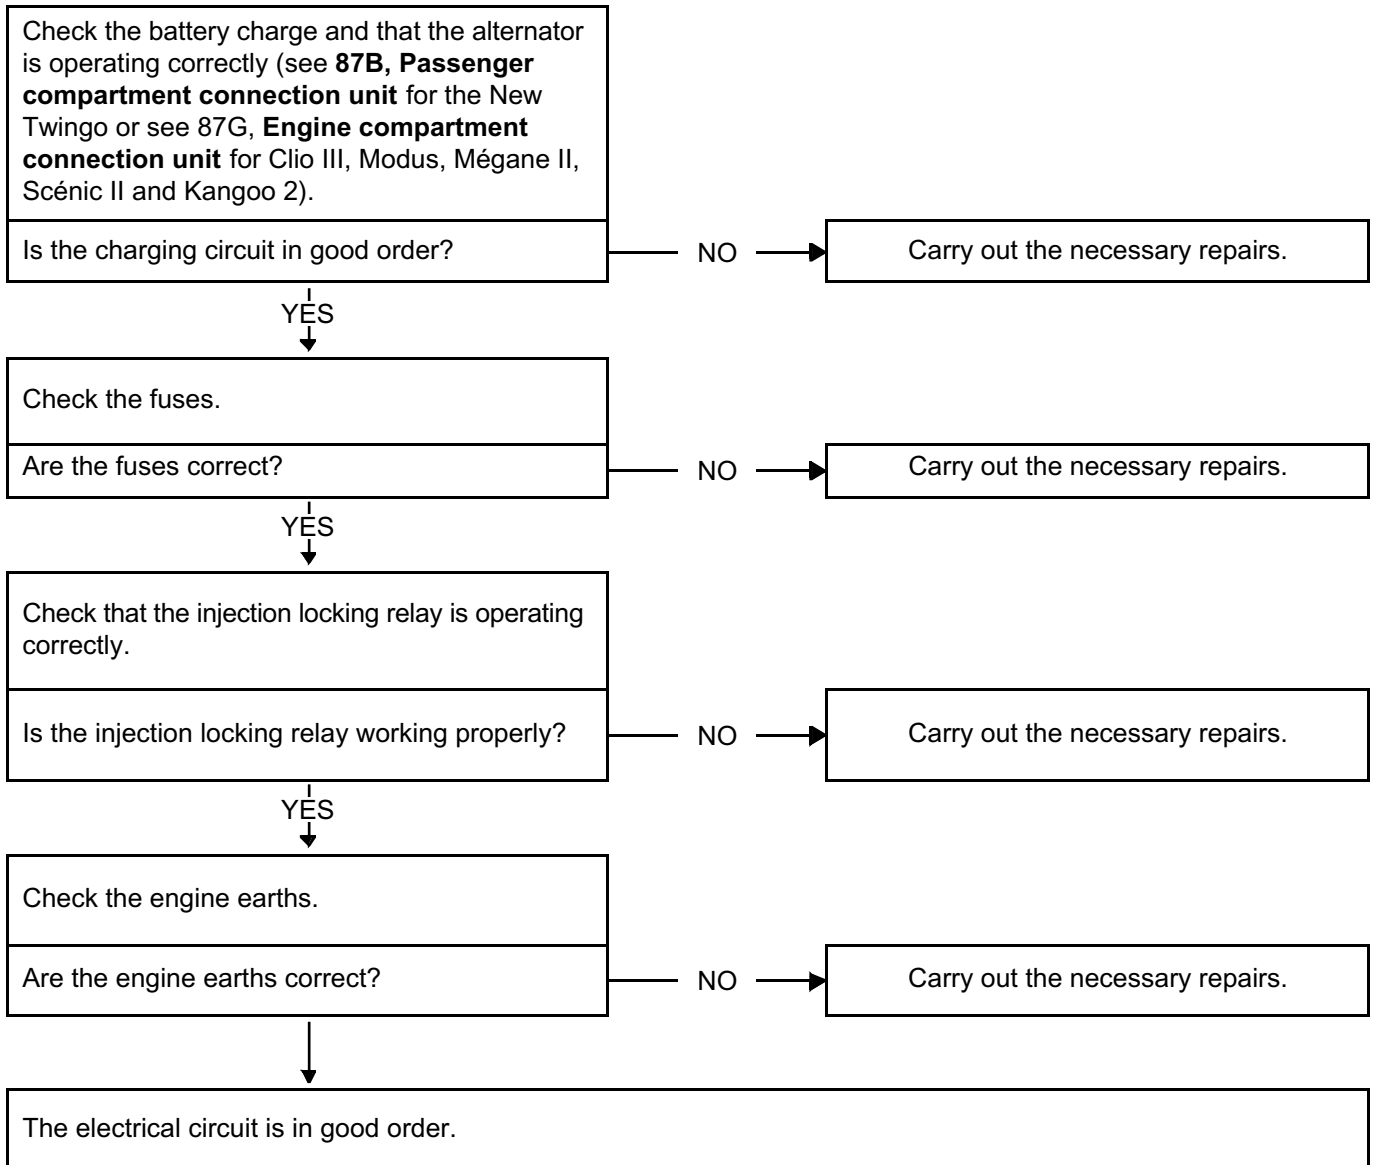 Check the battery charge and that the alternator
is operating correctly (see 87B, Passenger
compartment connection unit for the New
Twingo or see 87G, Engine compartment
connection unit for Clio III, Modus, Mégane II,
Scénic II and Kangoo 2).
Is the charging circuit in good order?
NO
Carry out the necessary repairs.
YES
Check the fuses.
Are the fuses correct?
NO
Carry out the necessary repairs.
YES
Check that the injection locking relay is operating
correctly.
Is the injection locking relay working properly?
NO
Carry out the necessary repairs.
YES
Check the engine earths.
Are the engine earths correct?
NO
Carry out the necessary repairs.
The electrical circuit is in good order.